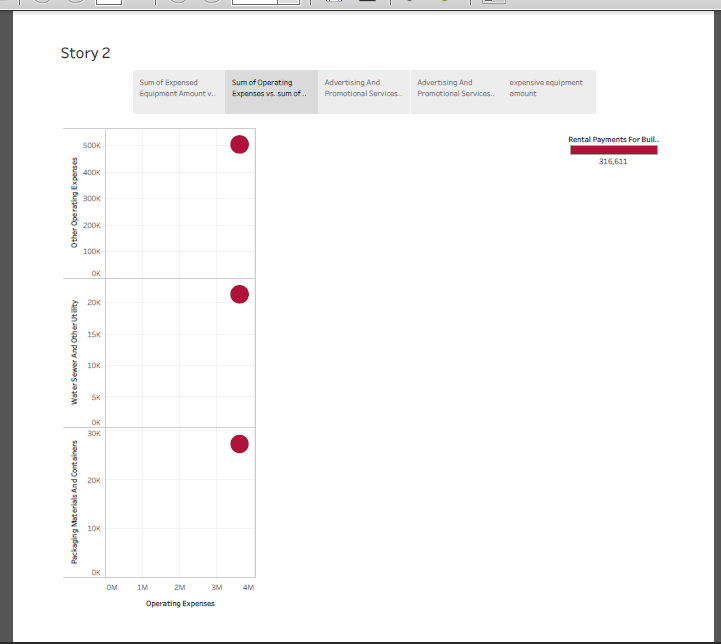 Story 2
Sum of Expensed
Equipment Amount v..
Sum of Operating
Expenses vs. sum of ..
Advertising And
Promotional Services..
Advertising And
Promotional Services..
expensive equipment
amount
Rental Payments For Buil..
316,611
Other Operating Expenses
500K
400K
300K
200K
100K
0K
Water Sewer And Other Utility
20K
15K
10K
5K
0K
Packaging Materials And Containers
30K
20K
10K
0K
0M 1M 2M 3M 4M
Operating Expenses